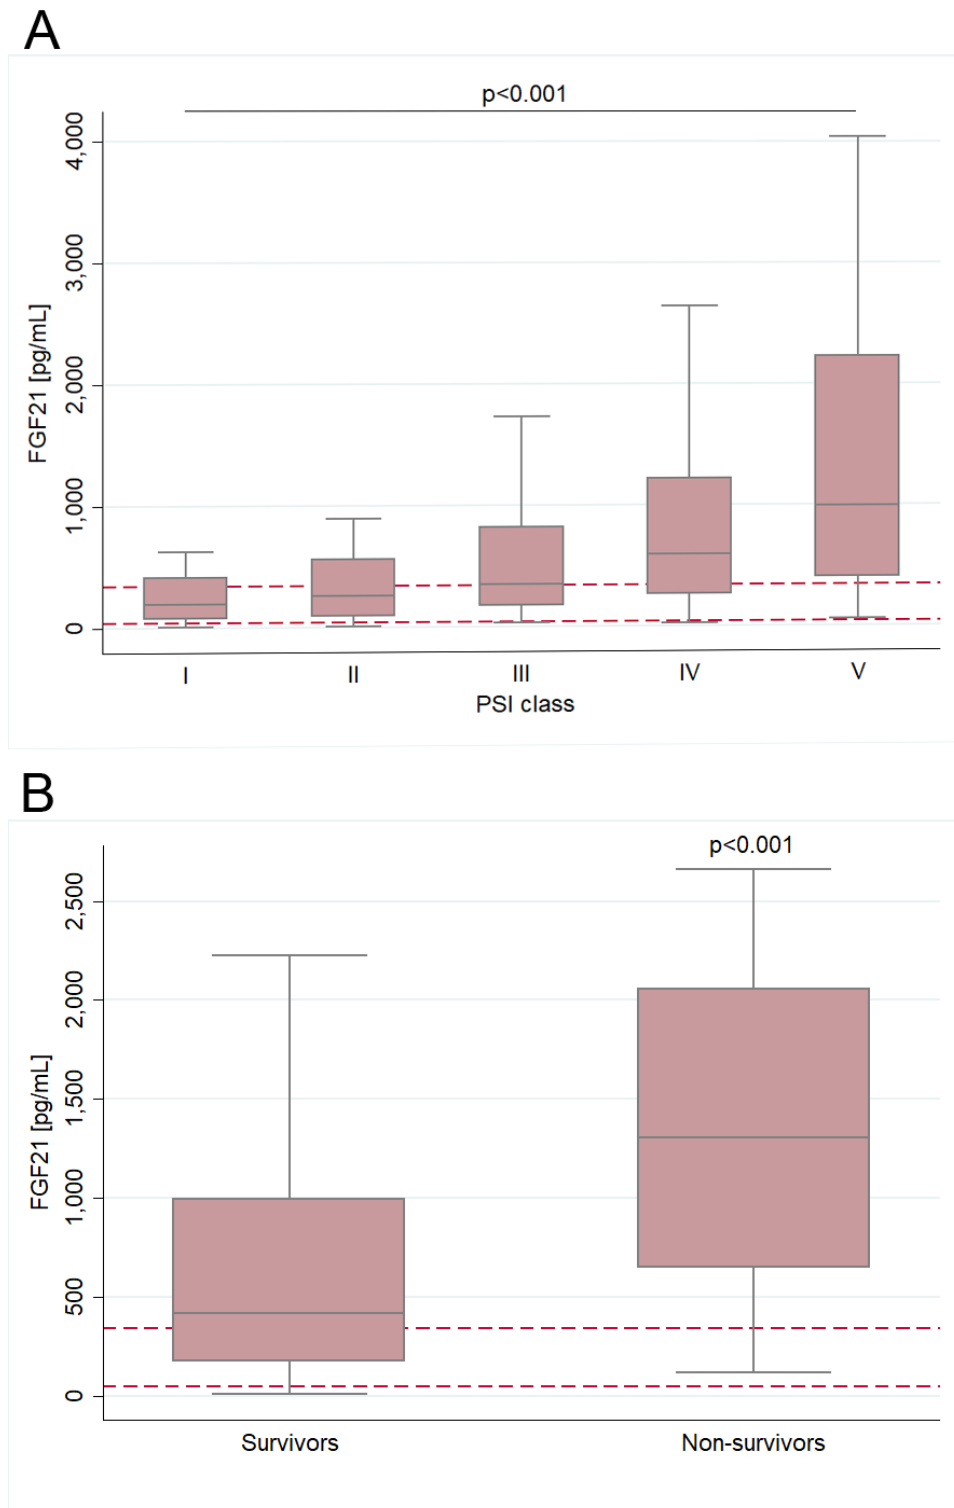 A
p<0.001
4,000
3,000
2,000
1,000
0
FGF21 [pg/mL]
I II III IV V
PSI class
B
p<0.001
2,500
2,000
1,500
1,000
500
0
FGF21 [pg/mL]
Survivors Non-survivors